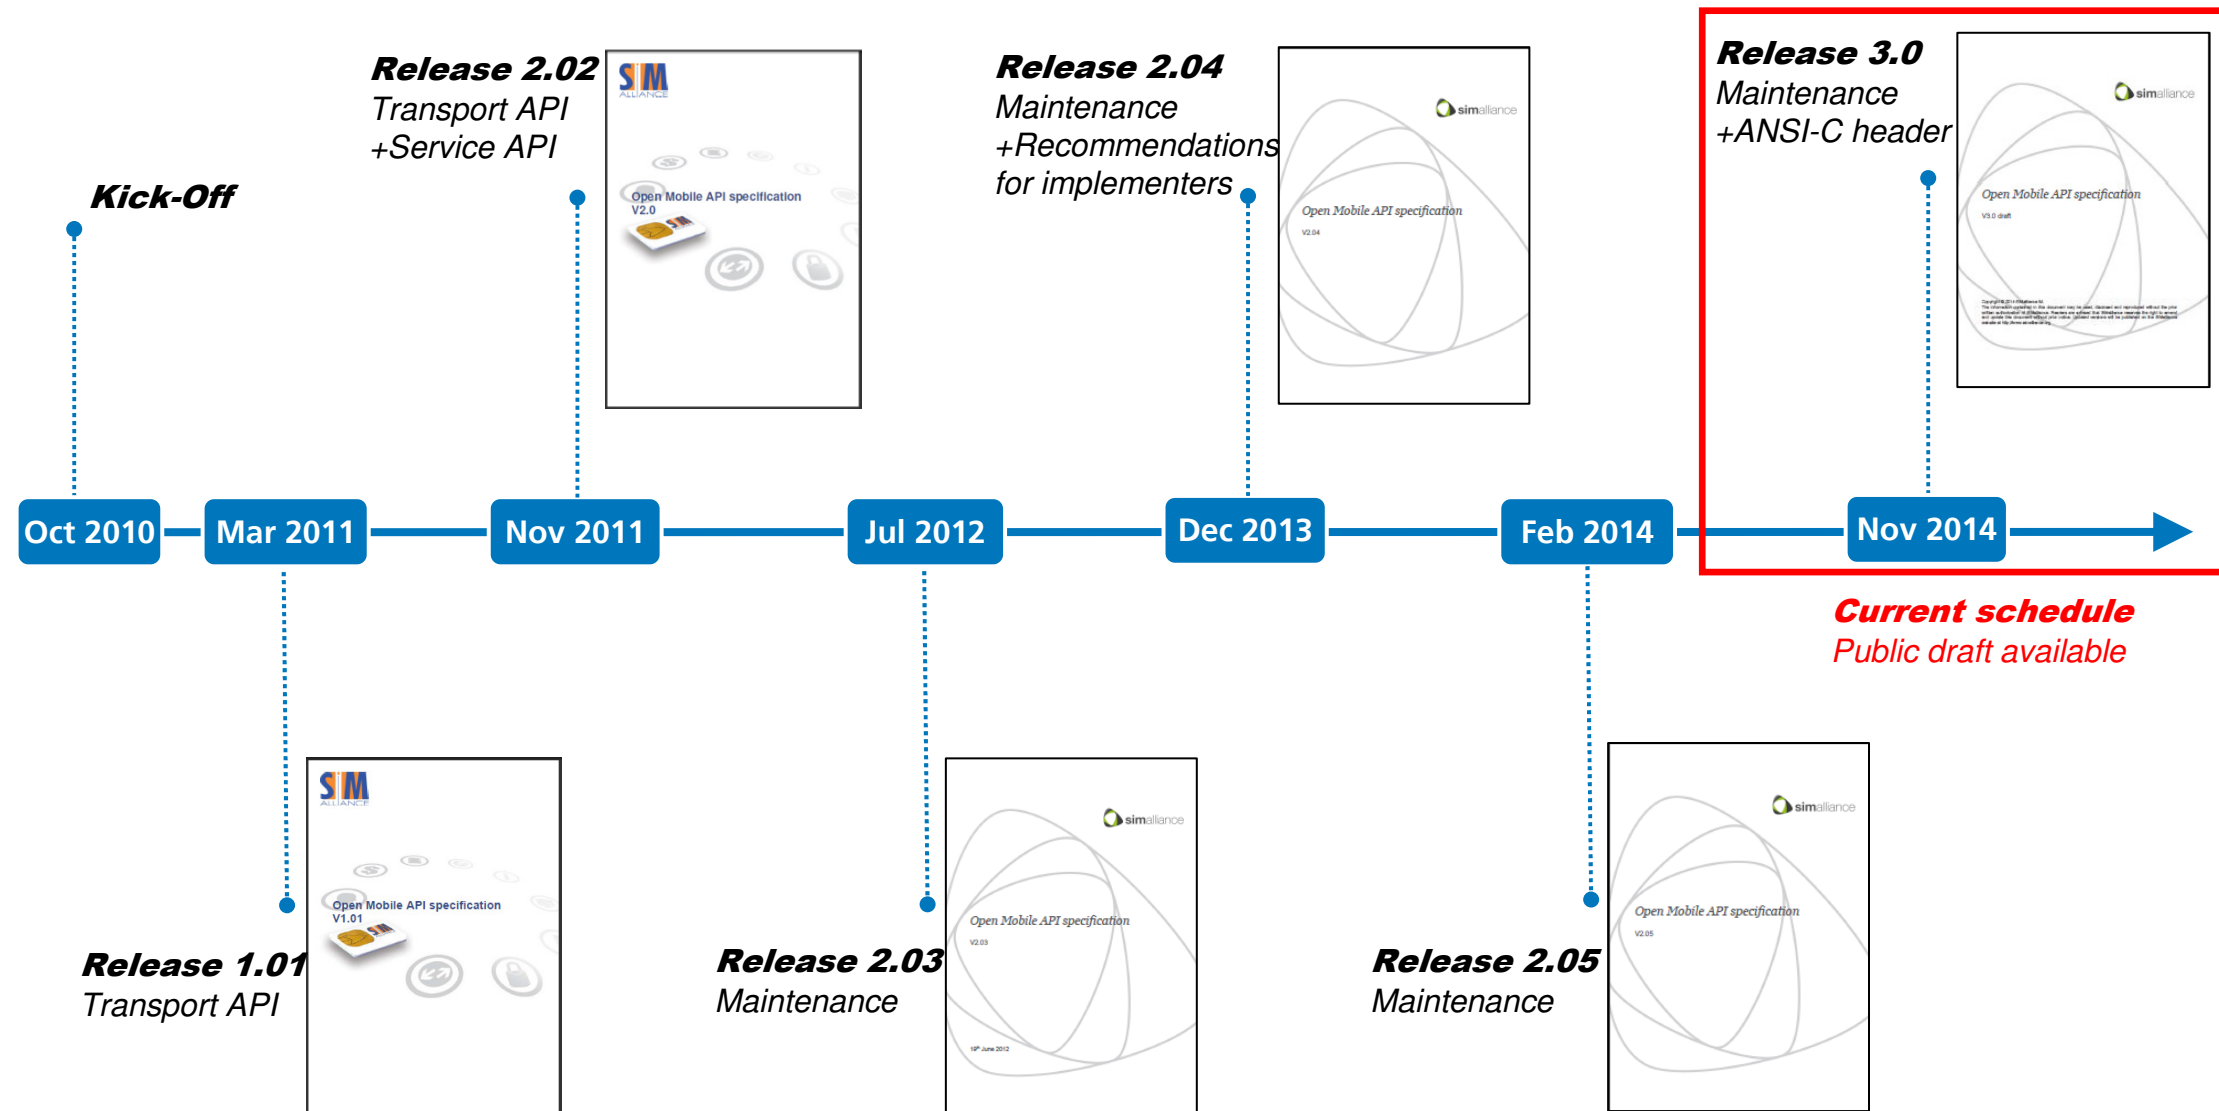 Kick-Off
Release 2.02
Transport API
+Service API
SIM
ALLIANCE
Open Mobile API specification
V2.0
Release 2.04
Maintenance
+Recommendations
for implementers
simalliance
Open Mobile API specification
V2.04
Release 3.0
Maintenance
+ANSI-C header
simalliance
Open Mobile API specification
V3.0 draft
Oct 2010
Mar 2011
Nov 2011
Jul 2012
Dec 2013
Feb 2014
Nov 2014
Current schedule
Public draft available
Release 1.01
Transport API
SIM
ALLIANCE
Open Mobile API specification
V1.01
Release 2.03
Maintenance
simalliance
Open Mobile API specification
V2.03
19th June 2012
Release 2.05
Maintenance
simalliance
Open Mobile API specification
V2.05